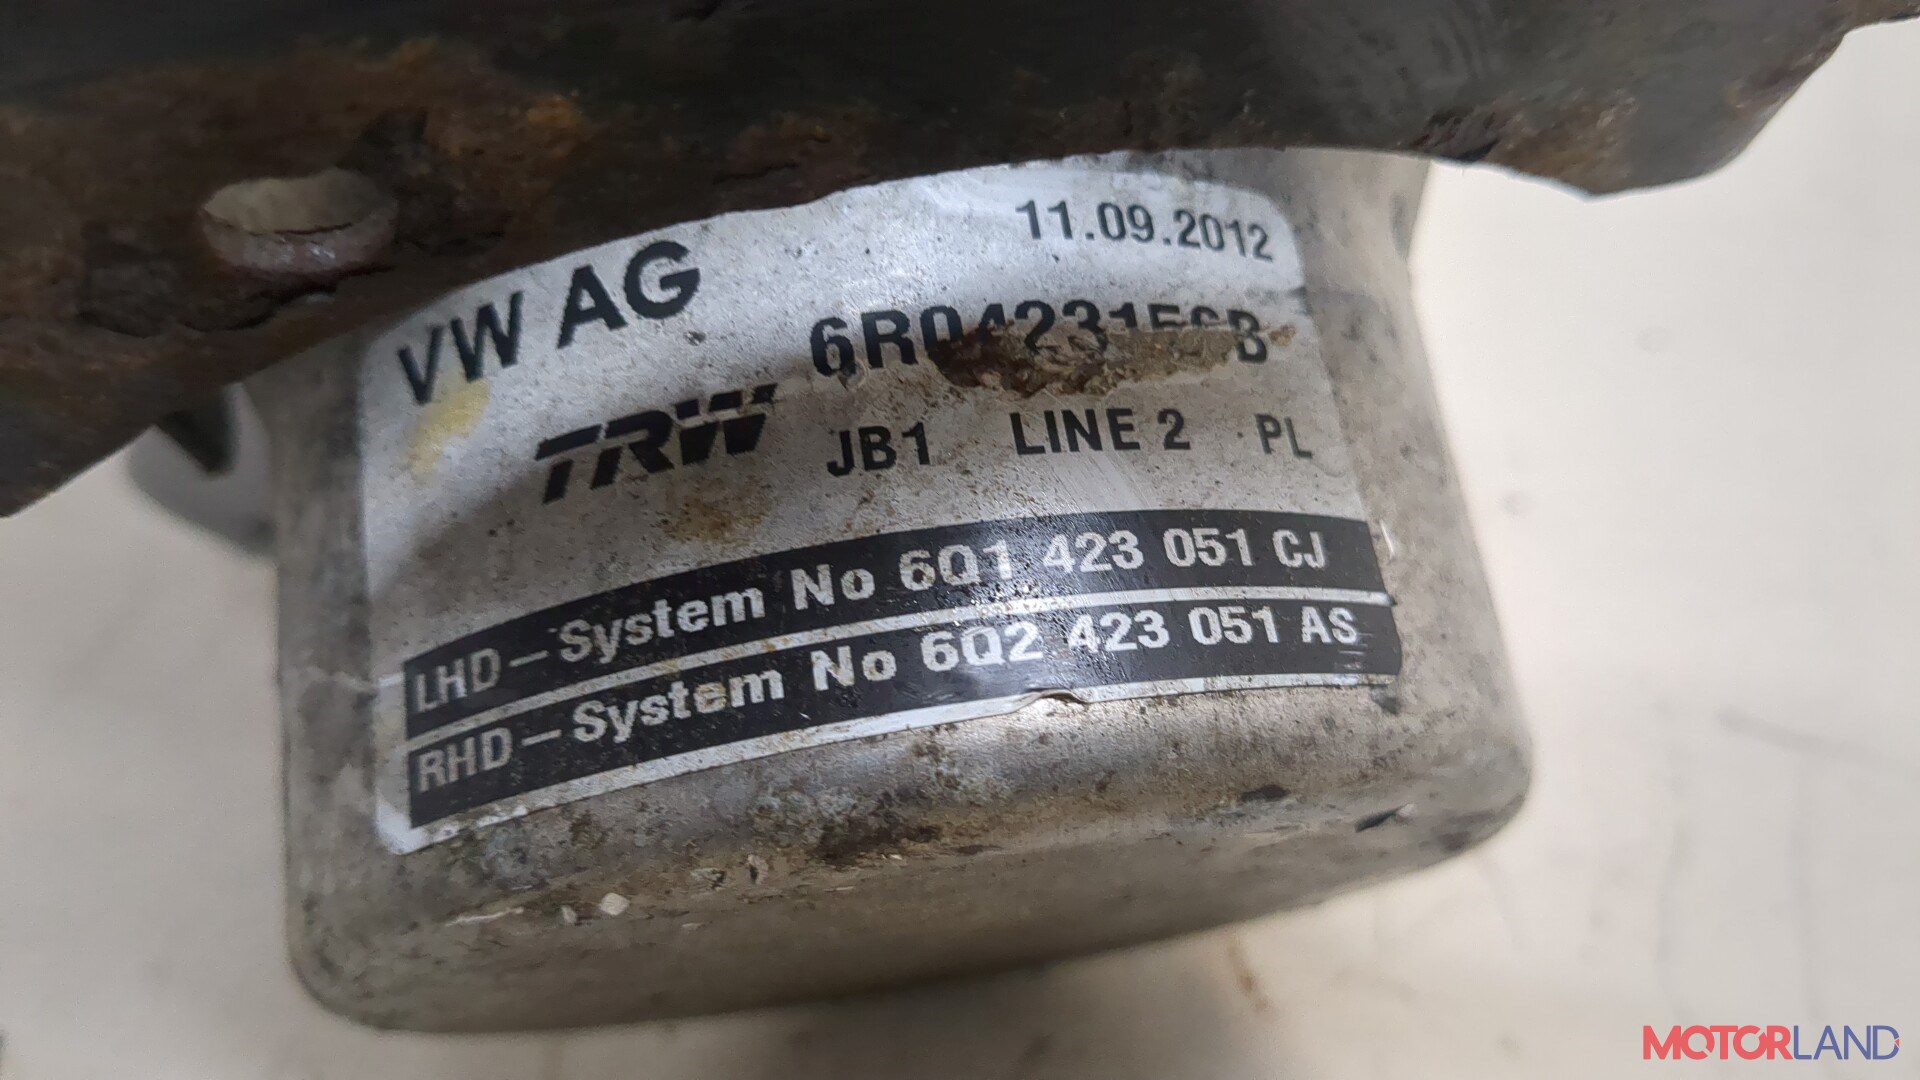 11.09.2012
VW AG
6R0423156B
TRW JB1 LINE 2 PL
LHD - System No 6Q1 423 051 CJ
RHD - System No 6Q2 423 051 AS
MOTORLAND